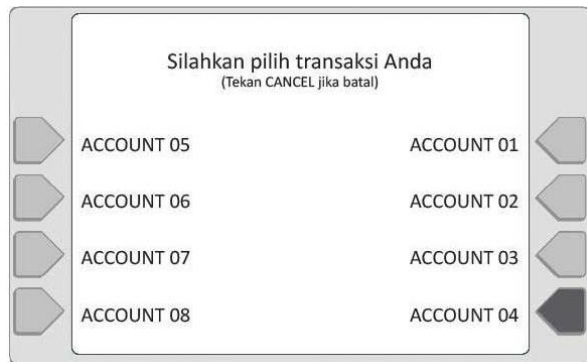 Silahkan pilih transaksi Anda
(Tekan CANCEL jika batal)
ACCOUNT 05
ACCOUNT 01
ACCOUNT 06
ACCOUNT 02
ACCOUNT 07
ACCOUNT 03
ACCOUNT 08
ACCOUNT 04